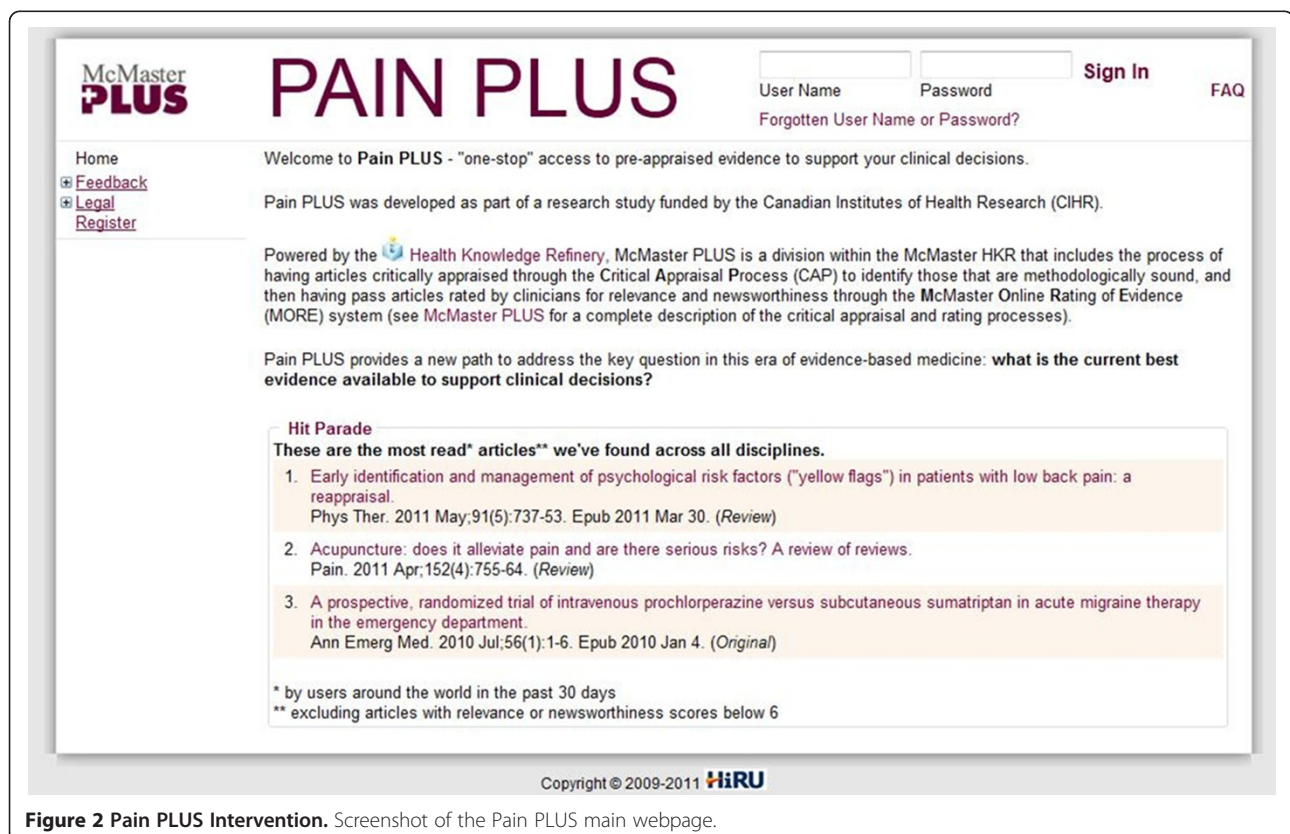 McMaster
PLUS
PAIN PLUS
User Name
Password
Sign In
FAQ
Forgotten User Name or Password?
Home
Feedback
Legal
Register
Welcome to Pain PLUS - "one-stop" access to pre-appraised evidence to support your clinical decisions.
Pain PLUS was developed as part of a research study funded by the Canadian Institutes of Health Research (CIHR).
Powered by the Health Knowledge Refinery, McMaster PLUS is a division within the McMaster HKR that includes the process of
having articles critically appraised through the Critical Appraisal Process (CAP) to identify those that are methodologically sound, and
then having pass articles rated by clinicians for relevance and newsworthiness through the McMaster Online Rating of Evidence
(MORE) system (see McMaster PLUS for a complete description of the critical appraisal and rating processes).
Pain PLUS provides a new path to address the key question in this era of evidence-based medicine: what is the current best
evidence available to support clinical decisions?
Hit Parade
These are the most read* articles** we've found across all disciplines.
1. Early identification and management of psychological risk factors ("yellow flags") in patients with low back pain: a
reappraisal.
Phys Ther. 2011 May;91(5):737-53. Epub 2011 Mar 30. (Review)
2. Acupuncture: does it alleviate pain and are there serious risks? A review of reviews.
Pain. 2011 Apr;152(4):755-64. (Review)
3. A prospective, randomized trial of intravenous prochlorperazine versus subcutaneous sumatriptan in acute migraine therapy
in the emergency department.
Ann Emerg Med. 2010 Jul;56(1):1-6. Epub 2010 Jan 4. (Original)
* by users around the world in the past 30 days
** excluding articles with relevance or newsworthiness scores below 6
Copyright © 2009-2011 HiRU
Figure 2 Pain PLUS Intervention. Screenshot of the Pain PLUS main webpage.